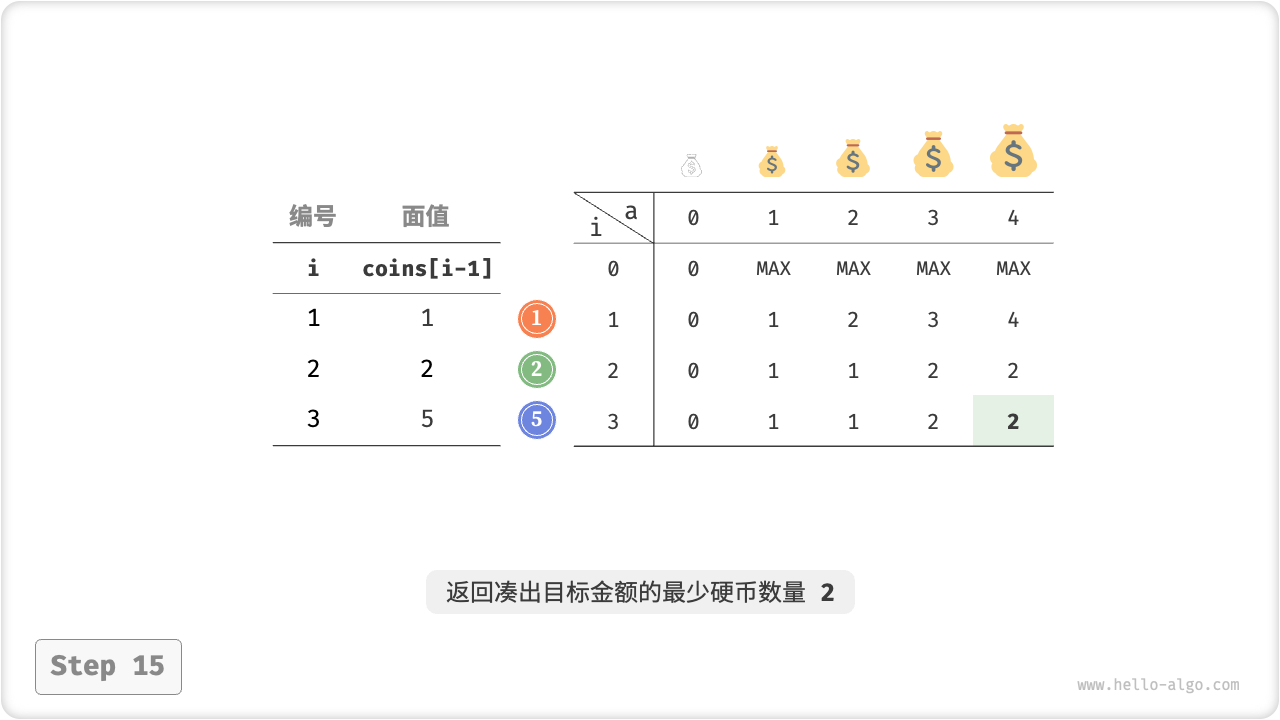 编号 面值
i coins[i-1]
1 1
2 2
3 5
1
2
5
$ $ $ $ $
i a 0 1 2 3 4
0 0 MAX MAX MAX MAX
1 0 1 2 3 4
2 0 1 1 2 2
3 0 1 1 2 2
返回凑出目标金额的最少硬币数量 2
Step 15
www.hello-algo.com